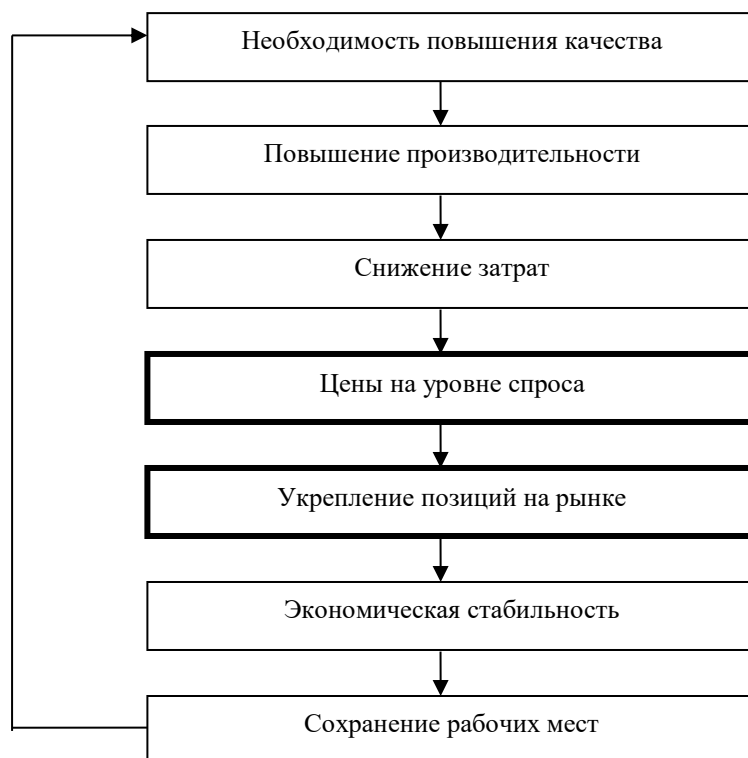 Необходимость повышения качества
Повышение производительности
Снижение затрат
Цены на уровне спроса
Укрепление позиций на рынке
Экономическая стабильность
Сохранение рабочих мест